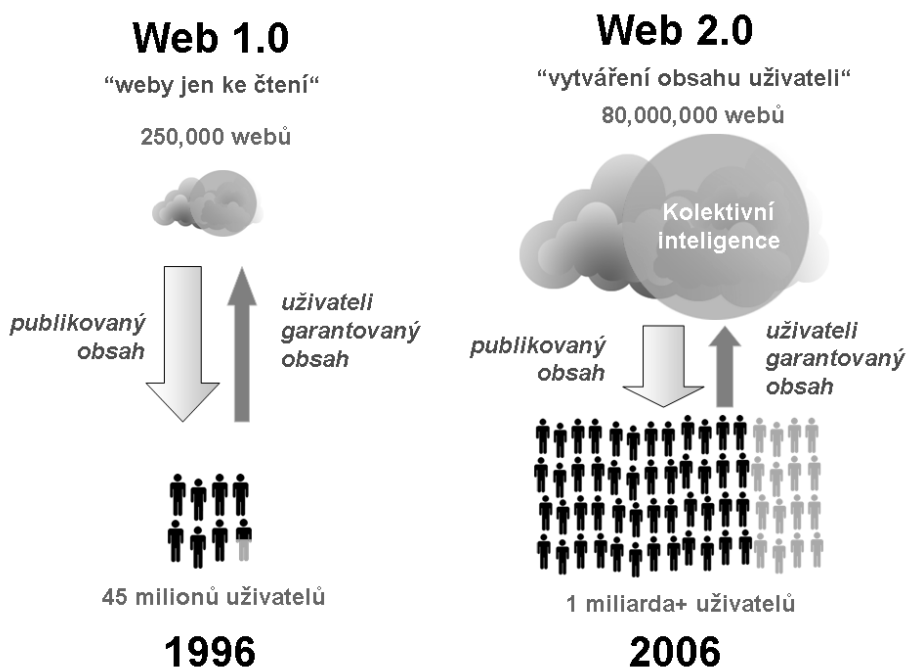 Web 1.0
“weby jen ke čtení“
250,000 webů
publikovaný
obsah
uživateli
garantovaný
obsah
45 milionů uživatelů
1996
Web 2.0
“vytváření obsahu uživateli“
80,000,000 webů
Kolektivní
inteligence
publikovaný
obsah
uživateli
garantovaný
obsah
1 miliarda+ uživatelů
2006